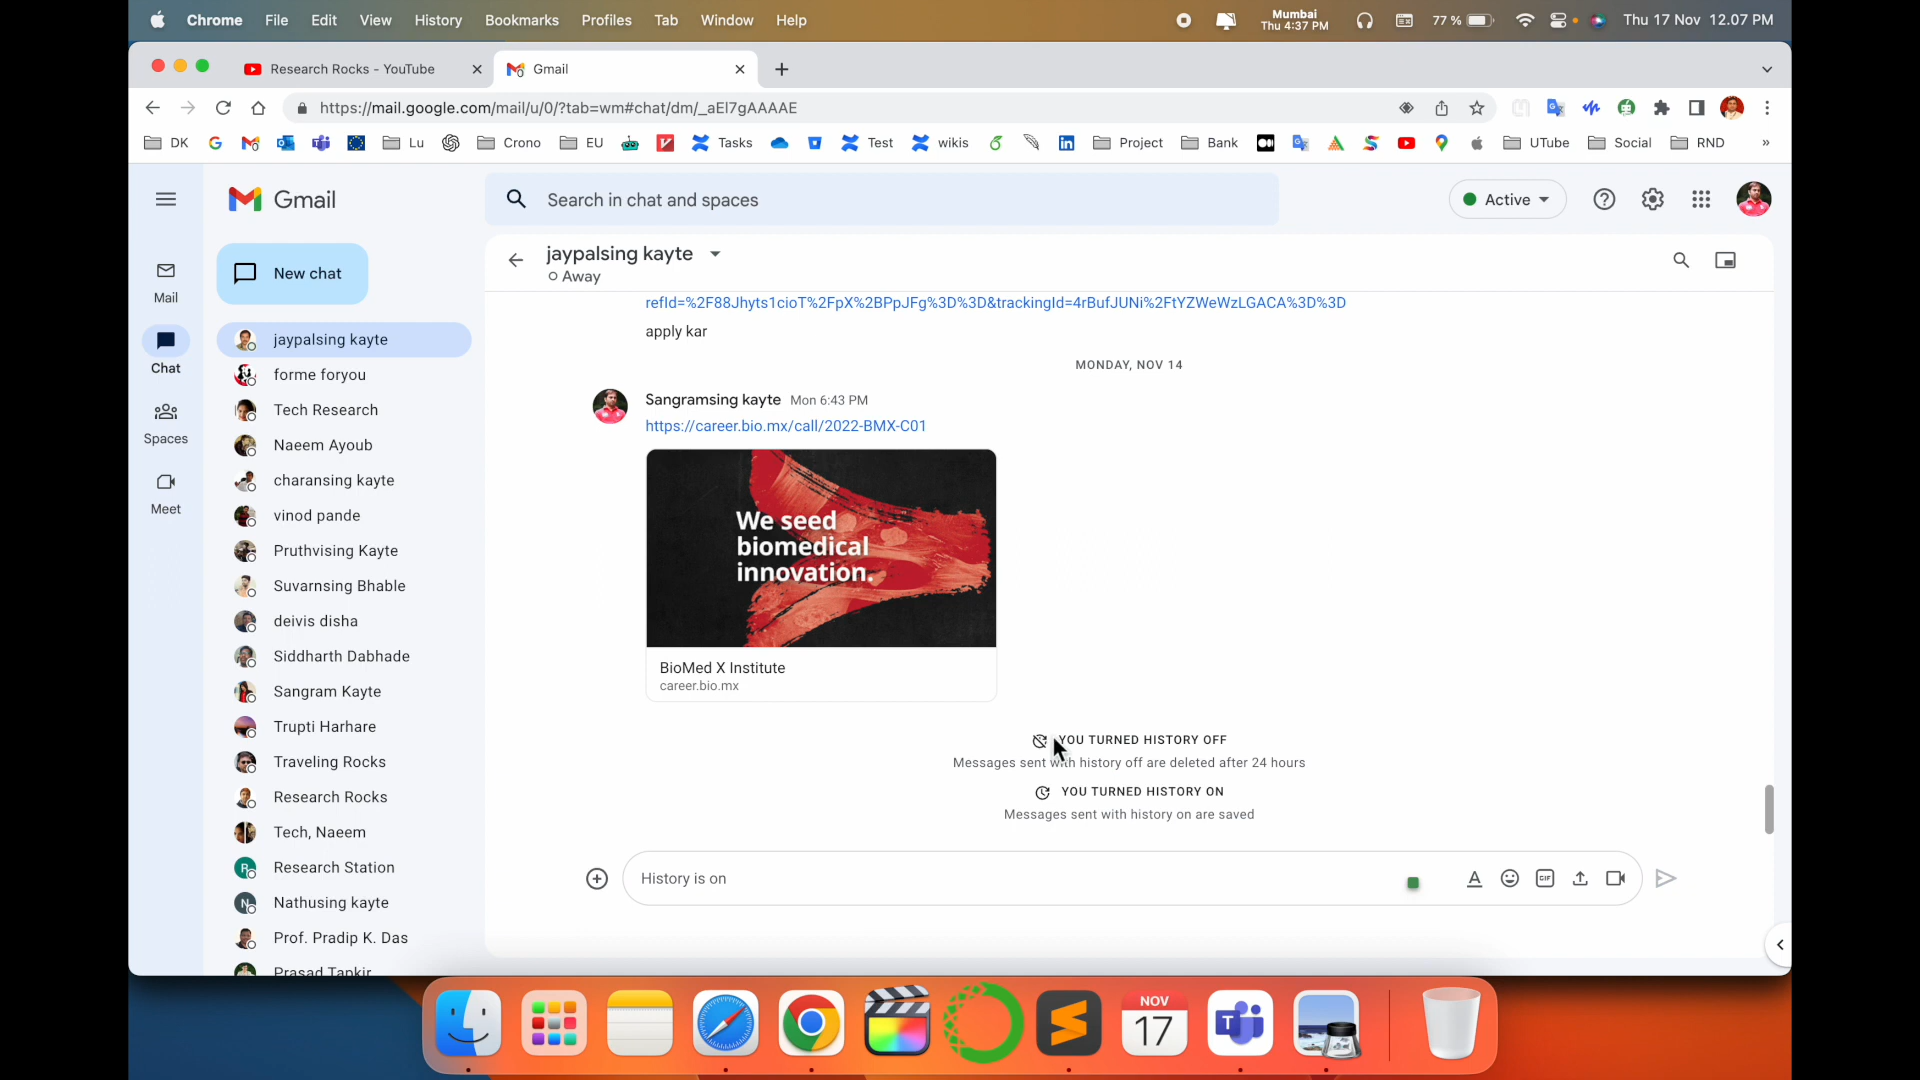 Chrome File Edit View History Bookmarks Profiles Tab Window Help
Mumbai
Thu 4:37 PM
77 %
Thu 17 Nov 12.07 PM
Research Rocks - YouTube
Gmail
https://mail.google.com/mail/u/0/?tab=wm#chat/dm/_aEl7gAAAAE
DK Lu Crono EU Tasks Test wikis Project Bank UTube Social RND »
Gmail
Search in chat and spaces
Active
New chat
jaypalsing kayte
Away
Mail
Chat
Spaces
Meet
jaypalsing kayte
forme foryou
Tech Research
Naeem Ayoub
charansing kayte
vinod pande
Pruthvising Kayte
Suvarnsing Bhable
deivis disha
Siddharth Dabhade
Sangram Kayte
Trupti Harhare
Traveling Rocks
Research Rocks
Tech, Naeem
Research Station
Nathusing kayte
Prof. Pradip K. Das
Prasad Tapkir
refId=%2F88Jhyts1cioT%2FpX%2BPpJFg%3D%3D&trackingId=4rBufJUNi%2FtYZWeWzLGACA%3D%3D
apply kar
MONDAY, NOV 14
Sangramsing kayte Mon 6:43 PM
https://career.bio.mx/call/2022-BMX-C01
We seed
biomedical
innovation.
BioMed X Institute
career.bio.mx
YOU TURNED HISTORY OFF
Messages sent with history off are deleted after 24 hours
YOU TURNED HISTORY ON
Messages sent with history on are saved
History is on
GIF
NOV
17